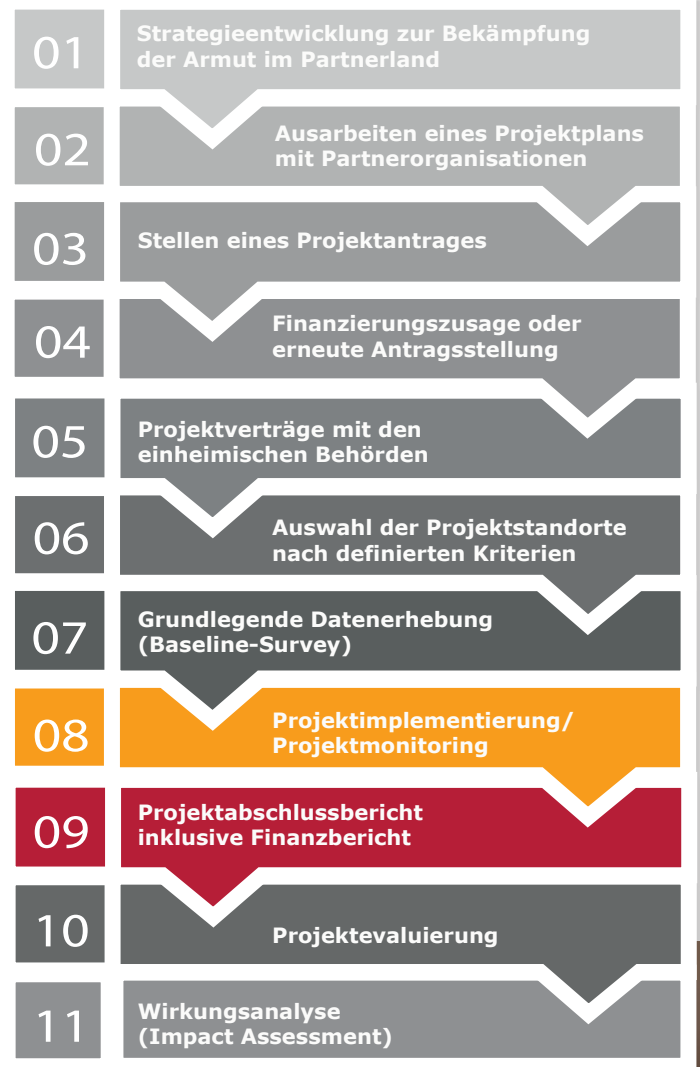 01
Strategieentwicklung zur Bekämpfung
der Armut im Partnerland
02
Ausarbeiten eines Projektplans
mit Partnerorganisationen
03
Stellen eines Projektantrages
04
Finanzierungszusage oder
erneute Antragsstellung
05
Projektverträge mit den
einheimischen Behörden
06
Auswahl der Projektstandorte
nach definierten Kriterien
07
Grundlegende Datenerhebung
(Baseline-Survey)
08
Projektimplementierung/
Projektmonitoring
09
Projektabschlussbericht
inklusive Finanzbericht
10
Projektevaluierung
11
Wirkungsanalyse
(Impact Assessment)